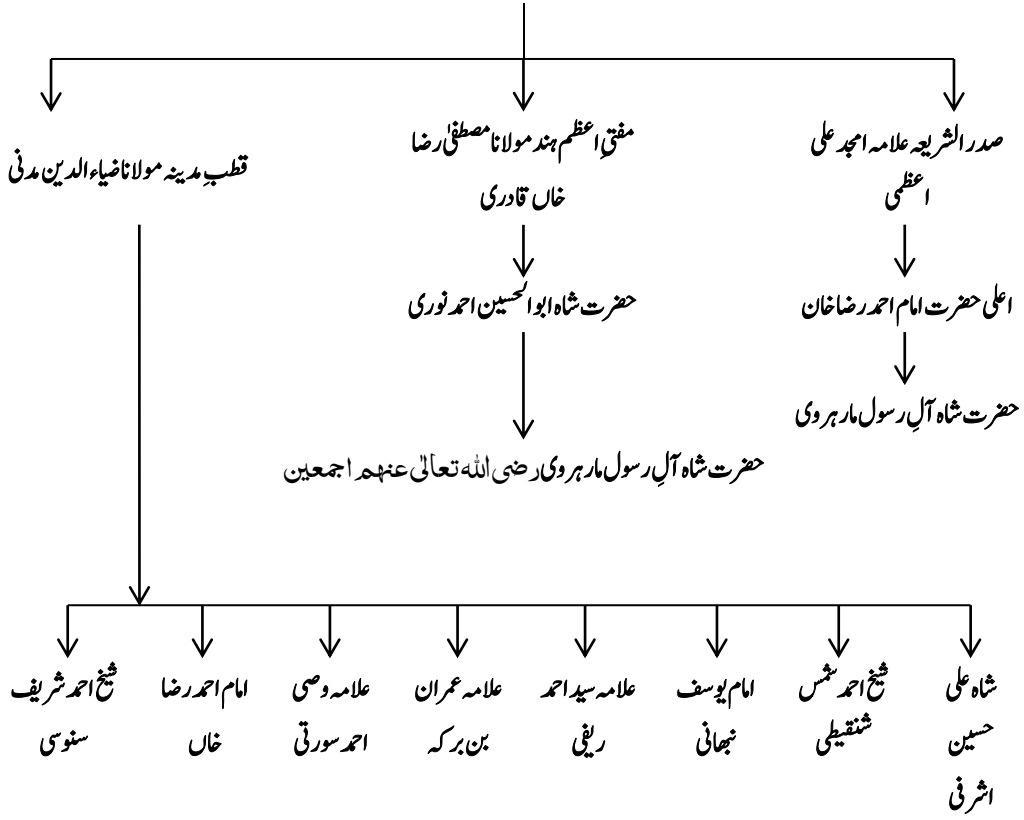 صدر الشریعہ علامہ امجد علی
اعظمی
مفتیِ اعظم ہند مولانا مصطفیٰ رضا
خاں قادری
قطبِ مدینہ مولانا ضیاء الدین مدنی
اعلی حضرت امام احمد رضا خان
حضرت شاہ ابو الحسین احمد نوری
حضرت شاہ آلِ رسول مارہروی
حضرت شاہ آلِ رسول مارہروی رضی اللہ تعالیٰ عنہم اجمعین
شاہ علی
حسین
اشرفی
شیخ احمد شمس
شنقیطی
امام یوسف
نبھانی
علامہ سید احمد
ریفی
علامہ عمران
بن برکہ
علامہ وصی
احمد سورتی
امام احمد رضا
خاں
شیخ احمد شریف
سنوسی